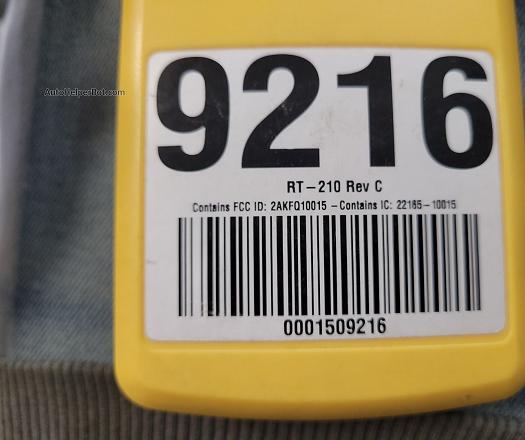 AutoHelperBot.com
9216
RT-210 Rev C
Contains FCC ID: 2AKFQ10015 - Contains IC: 22165-10015
0001509216